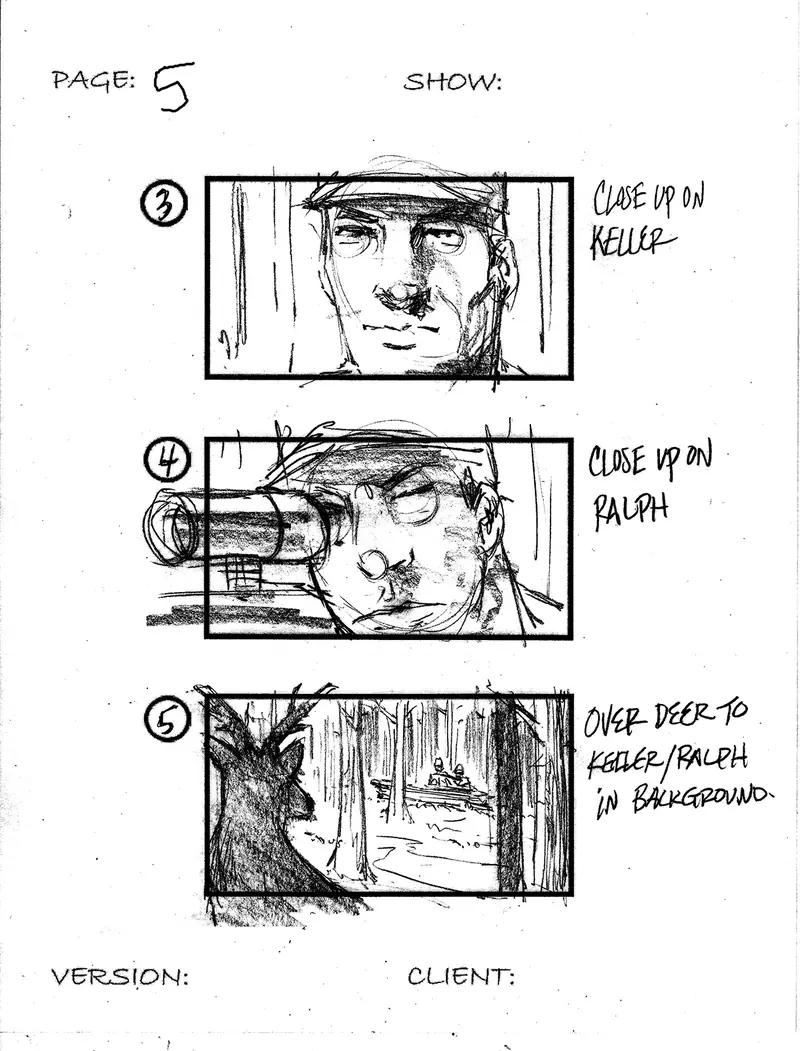 PAGE: 5 SHOW:
3 CLOSE UP ON
KELLER
4 CLOSE UP ON
RALPH
5 OVER DEER TO
KELLER/RALPH
IN BACKGROUND.
VERSION: CLIENT: